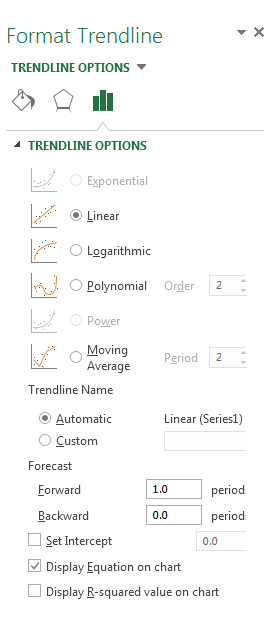 Format Trendline
TRENDLINE OPTIONS
TRENDLINE OPTIONS
Exponential
Linear
Logarithmic
Polynomial Order 2
Power
Moving Average Period 2
Trendline Name
Automatic Linear (Series1)
Custom
Forecast
Forward 1.0 period
Backward 0.0 period
Set Intercept 0.0
Display Equation on chart
Display R-squared value on chart